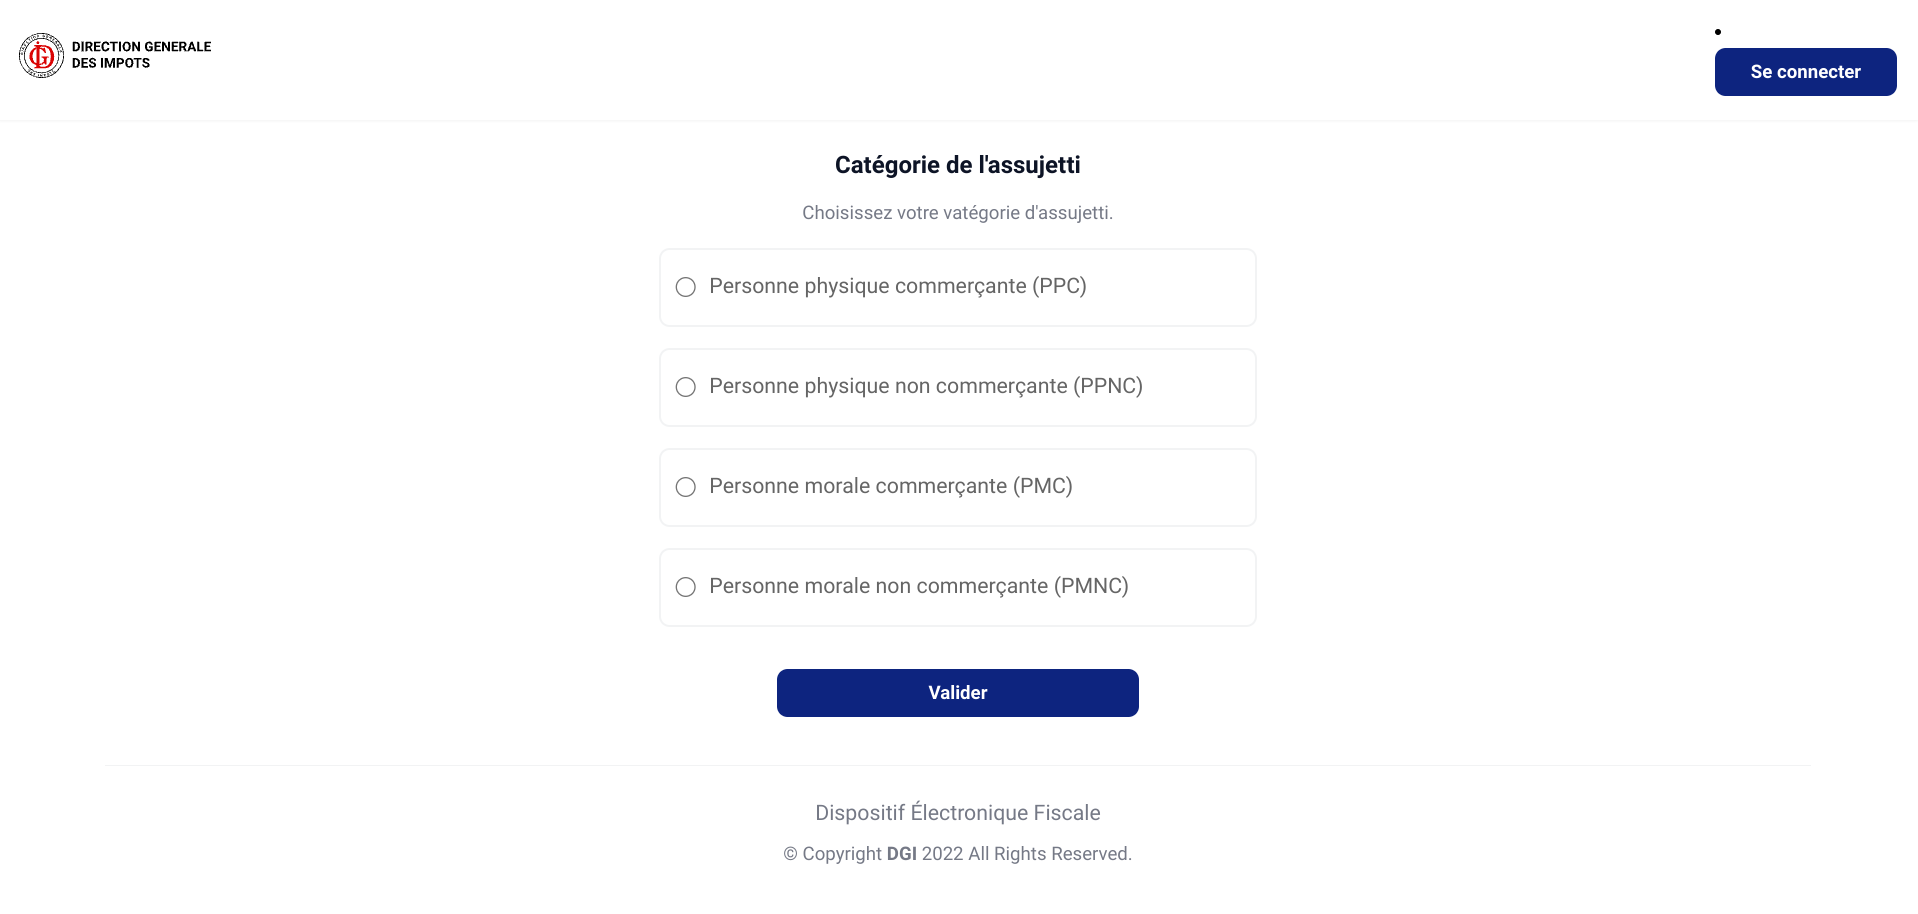 DIRECTION GENERALE
DES IMPOTS
Se connecter
Catégorie de l'assujetti
Choisissez votre vatégorie d'assujetti.
Personne physique commerçante (PPC)
Personne physique non commerçante (PPNC)
Personne morale commerçante (PMC)
Personne morale non commerçante (PMNC)
Valider
Dispositif Électronique Fiscale
© Copyright DGI 2022 All Rights Reserved.